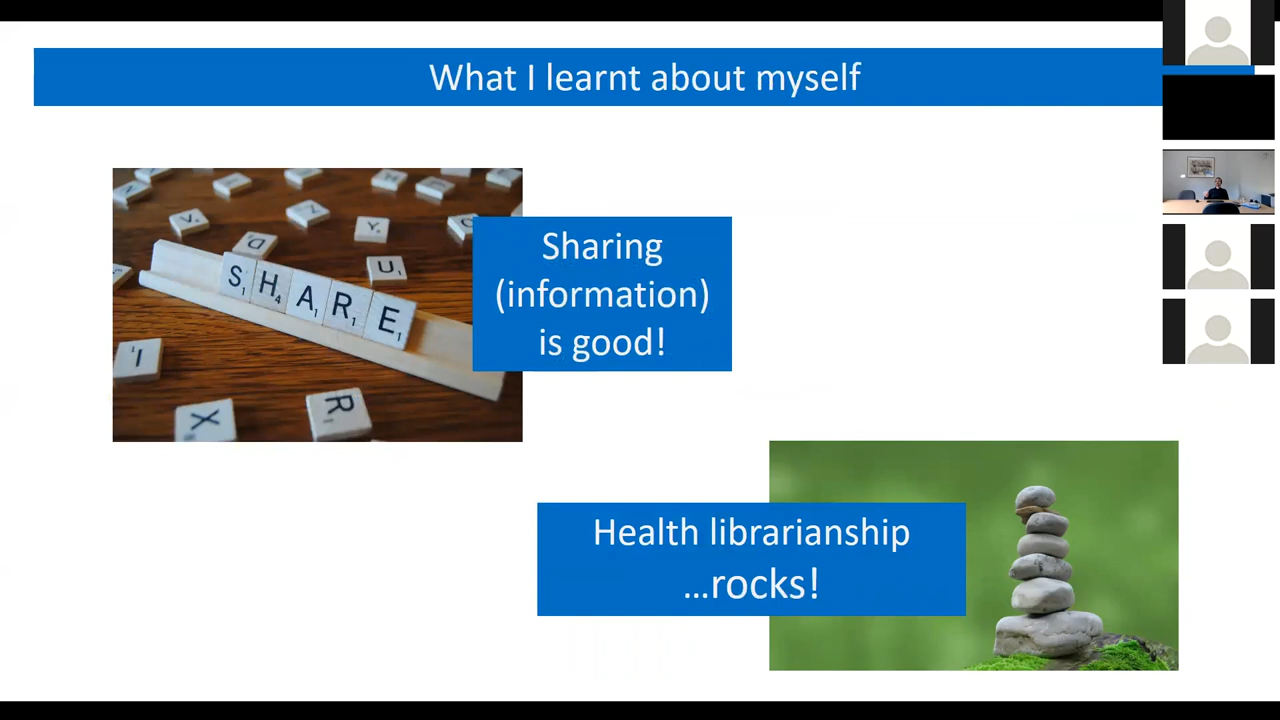 What I learnt about myself
Sharing
(information)
is good!
SHARE
V
Z
Y
D
U
I
X
R
Health librarianship
...rocks!